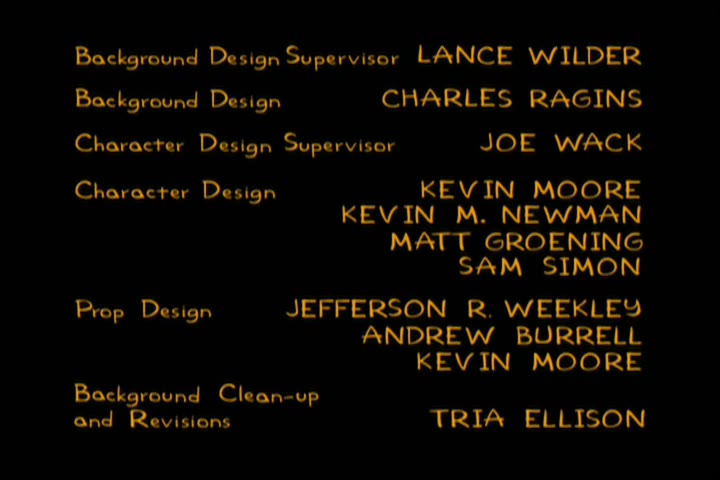 Background Design Supervisor LANCE WILDER
Background Design CHARLES RAGINS
Character Design Supervisor JOE WACK
Character Design KEVIN MOORE
KEVIN M. NEWMAN
MATT GROENING
SAM SIMON
Prop Design JEFFERSON R. WEEKLEY
ANDREW BURRELL
KEVIN MOORE
Background Clean-up
and Revisions TRIA ELLISON